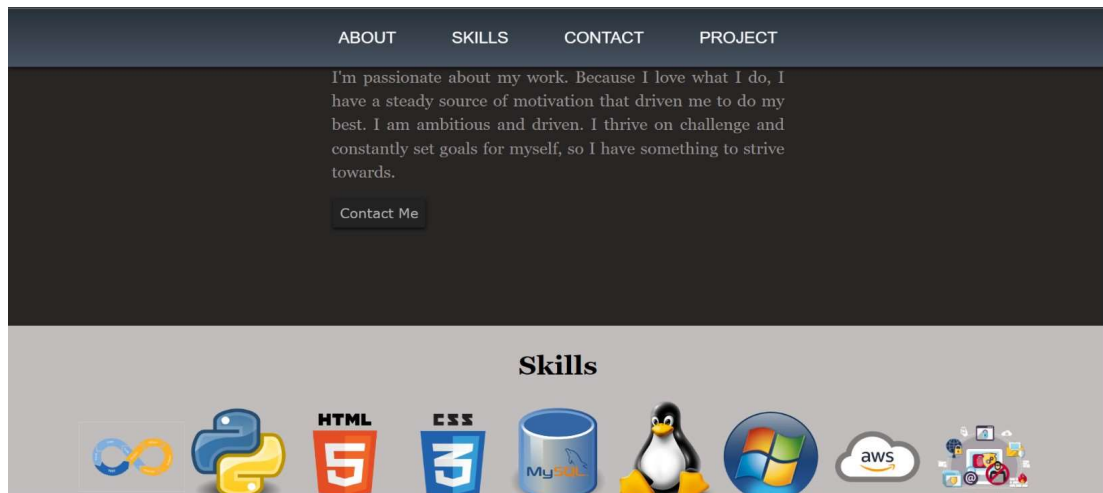 ABOUT SKILLS CONTACT PROJECT
I'm passionate about my work. Because I love what I do, I
have a steady source of motivation that driven me to do my
best. I am ambitious and driven. I thrive on challenge and
constantly set goals for myself, so I have something to strive
towards.
Contact Me
Skills
HTML CSS
5 3 MySQL aws